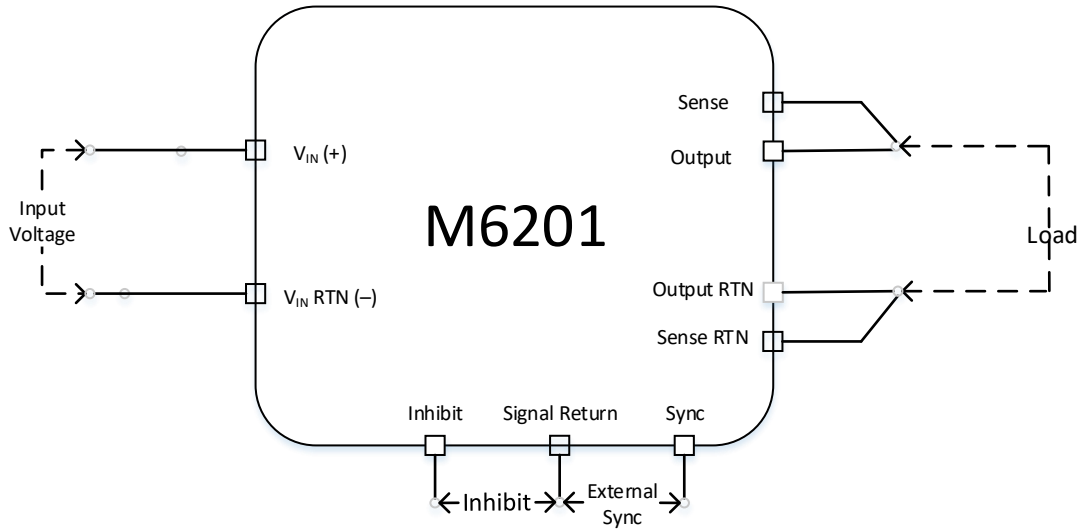 Sense
V_IN (+)
Output
Input
Voltage
M6201
Load
Output RTN
V_IN RTN (–)
Sense RTN
Inhibit
Signal Return
Sync
Inhibit
External
Sync